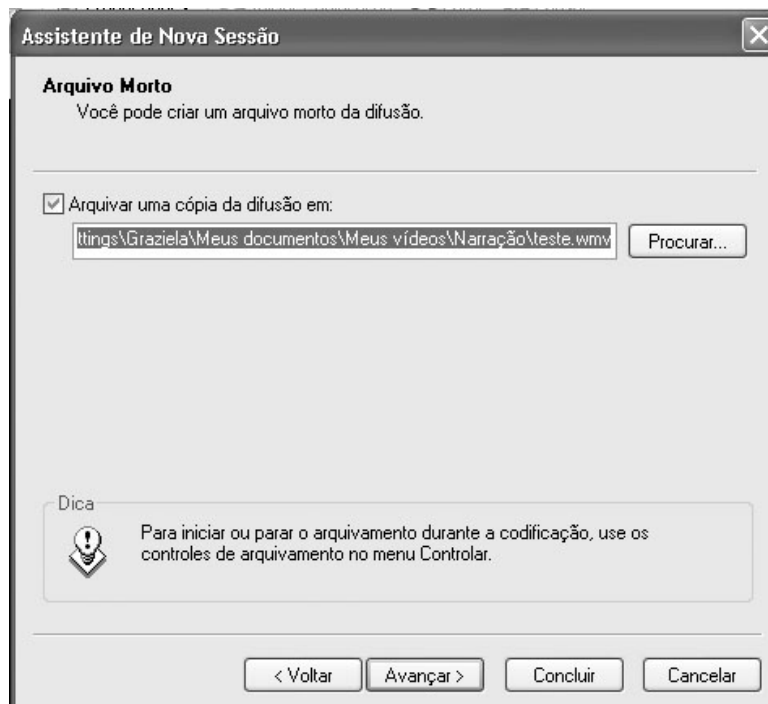 Assistente de Nova Sessão
Arquivo Morto
Você pode criar um arquivo morto da difusão.
Arquivar uma cópia da difusão em:
ttings\Graziela\Meus documentos\Meus vídeos\Narração\teste.wmv
Procurar...
Dica
Para iniciar ou parar o arquivamento durante a codificação, use os
controles de arquivamento no menu Controlar.
< Voltar
Avançar >
Concluir
Cancelar